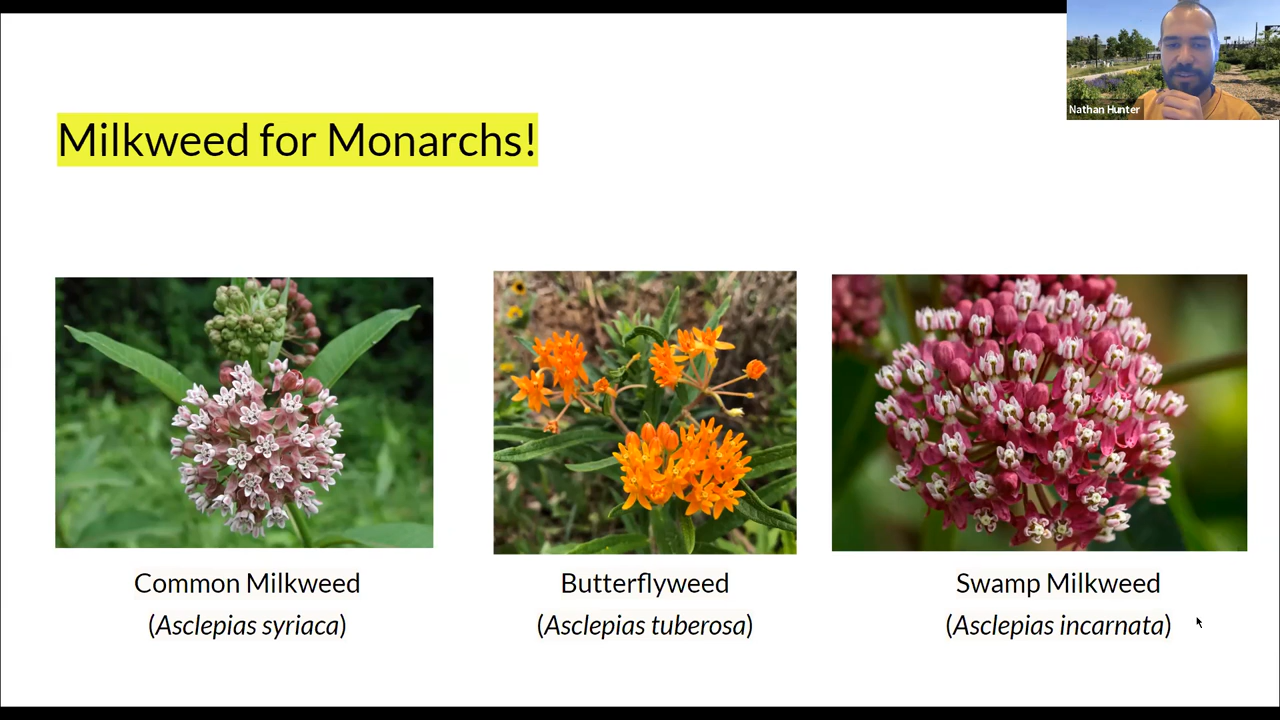 Nathan Hunter
Milkweed for Monarchs!
Common Milkweed
(Asclepias syriaca)
Butterflyweed
(Asclepias tuberosa)
Swamp Milkweed
(Asclepias incarnata)